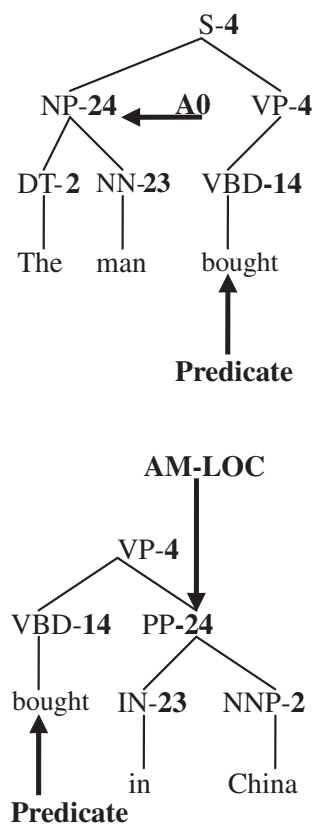 S-4
NP-24 A0 VP-4
DT-2 NN-23 VBD-14
The man bought
Predicate
AM-LOC
VP-4
VBD-14 PP-24
bought IN-23 NNP-2
in China
Predicate